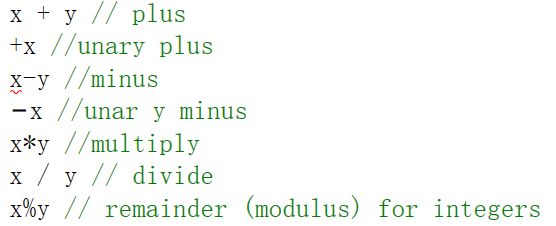 x + y // plus
+x //unary plus
x-y //minus
−x //unar y minus
x*y //multiply
x / y // divide
x%y // remainder (modulus) for integers